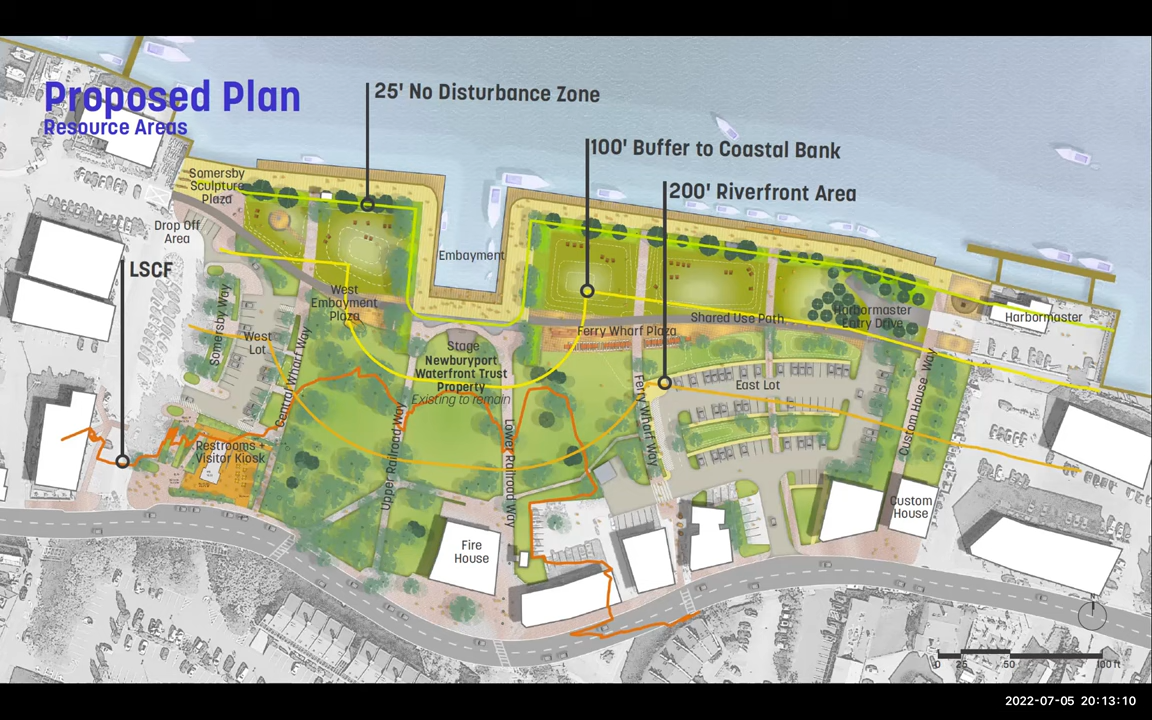 Proposed Plan
Resource Areas
25' No Disturbance Zone
100' Buffer to Coastal Bank
200' Riverfront Area
LSCF
Somersby
Sculpture
Plaza
Drop Off
Area
Embayment
West
Embayment
Plaza
Somersby Way
West
Lot
Central Wharf Way
Stage
Newburyport
Waterfront Trust
Property
Existing to remain
Ferry Wharf Plaza
Shared Use Path
Harbormaster
Entry Drive
Harbormaster
East Lot
Ferry Wharf Way
Custom House Way
Upper Railroad Way
Lower Railroad Way
Restrooms +
Visitor Kiosk
Fire
House
Custom
House
0 25 50 100 ft
2022-07-05 20:13:10